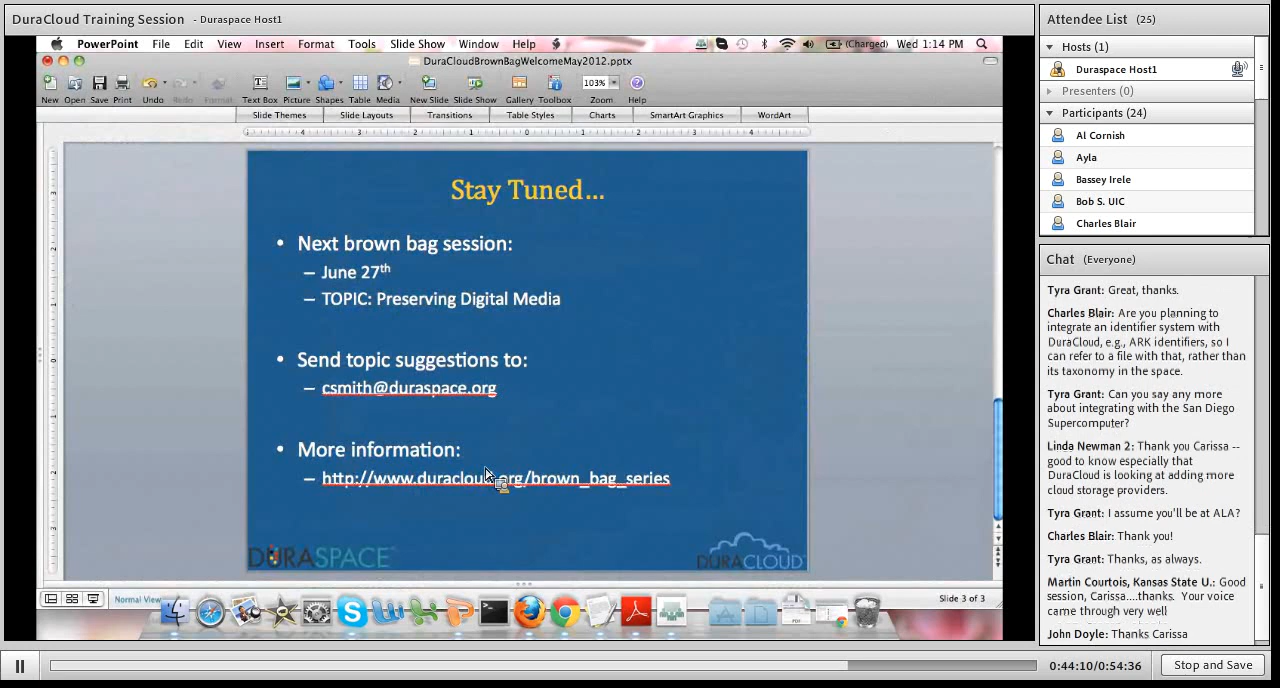 DuraCloud Training Session - Duraspace Host1
PowerPoint File Edit View Insert Format Tools Slide Show Window Help (Charged) Wed 1:14 PM
DuraCloudBrownBagWelcomeMay2012.pptx
103%
New Open Save Print Undo Redo Format Text Box Picture Shapes Table Media New Slide Slide Show Gallery Toolbox Zoom Help
Slide Themes Slide Layouts Transitions Table Styles Charts SmartArt Graphics WordArt
Stay Tuned...
• Next brown bag session:
– June 27th
– TOPIC: Preserving Digital Media
• Send topic suggestions to:
– csmith@duraspace.org
• More information:
– http://www.duracloud.org/brown_bag_series
DURASPACE
DURACLOUD
Normal View
Slide 3 of 3
Attendee List (25)
Hosts (1)
Duraspace Host1
Presenters (0)
Participants (24)
Al Cornish
Ayla
Bassey Irele
Bob S. UIC
Charles Blair
Chat (Everyone)
Tyra Grant: Great, thanks.
Charles Blair: Are you planning to
integrate an identifier system with
DuraCloud, e.g., ARK identifiers, so I
can refer to a file with that, rather than
its taxonomy in the space.
Tyra Grant: Can you say any more
about integrating with the San Diego
Supercomputer?
Linda Newman 2: Thank you Carissa --
good to know especially that
DuraCloud is looking at adding more
cloud storage providers.
Tyra Grant: I assume you'll be at ALA?
Charles Blair: Thank you!
Tyra Grant: Thanks, as always.
Martin Courtois, Kansas State U.: Good
session, Carissa....thanks. Your voice
came through very well
John Doyle: Thanks Carissa
0:44:10/0:54:36
Stop and Save